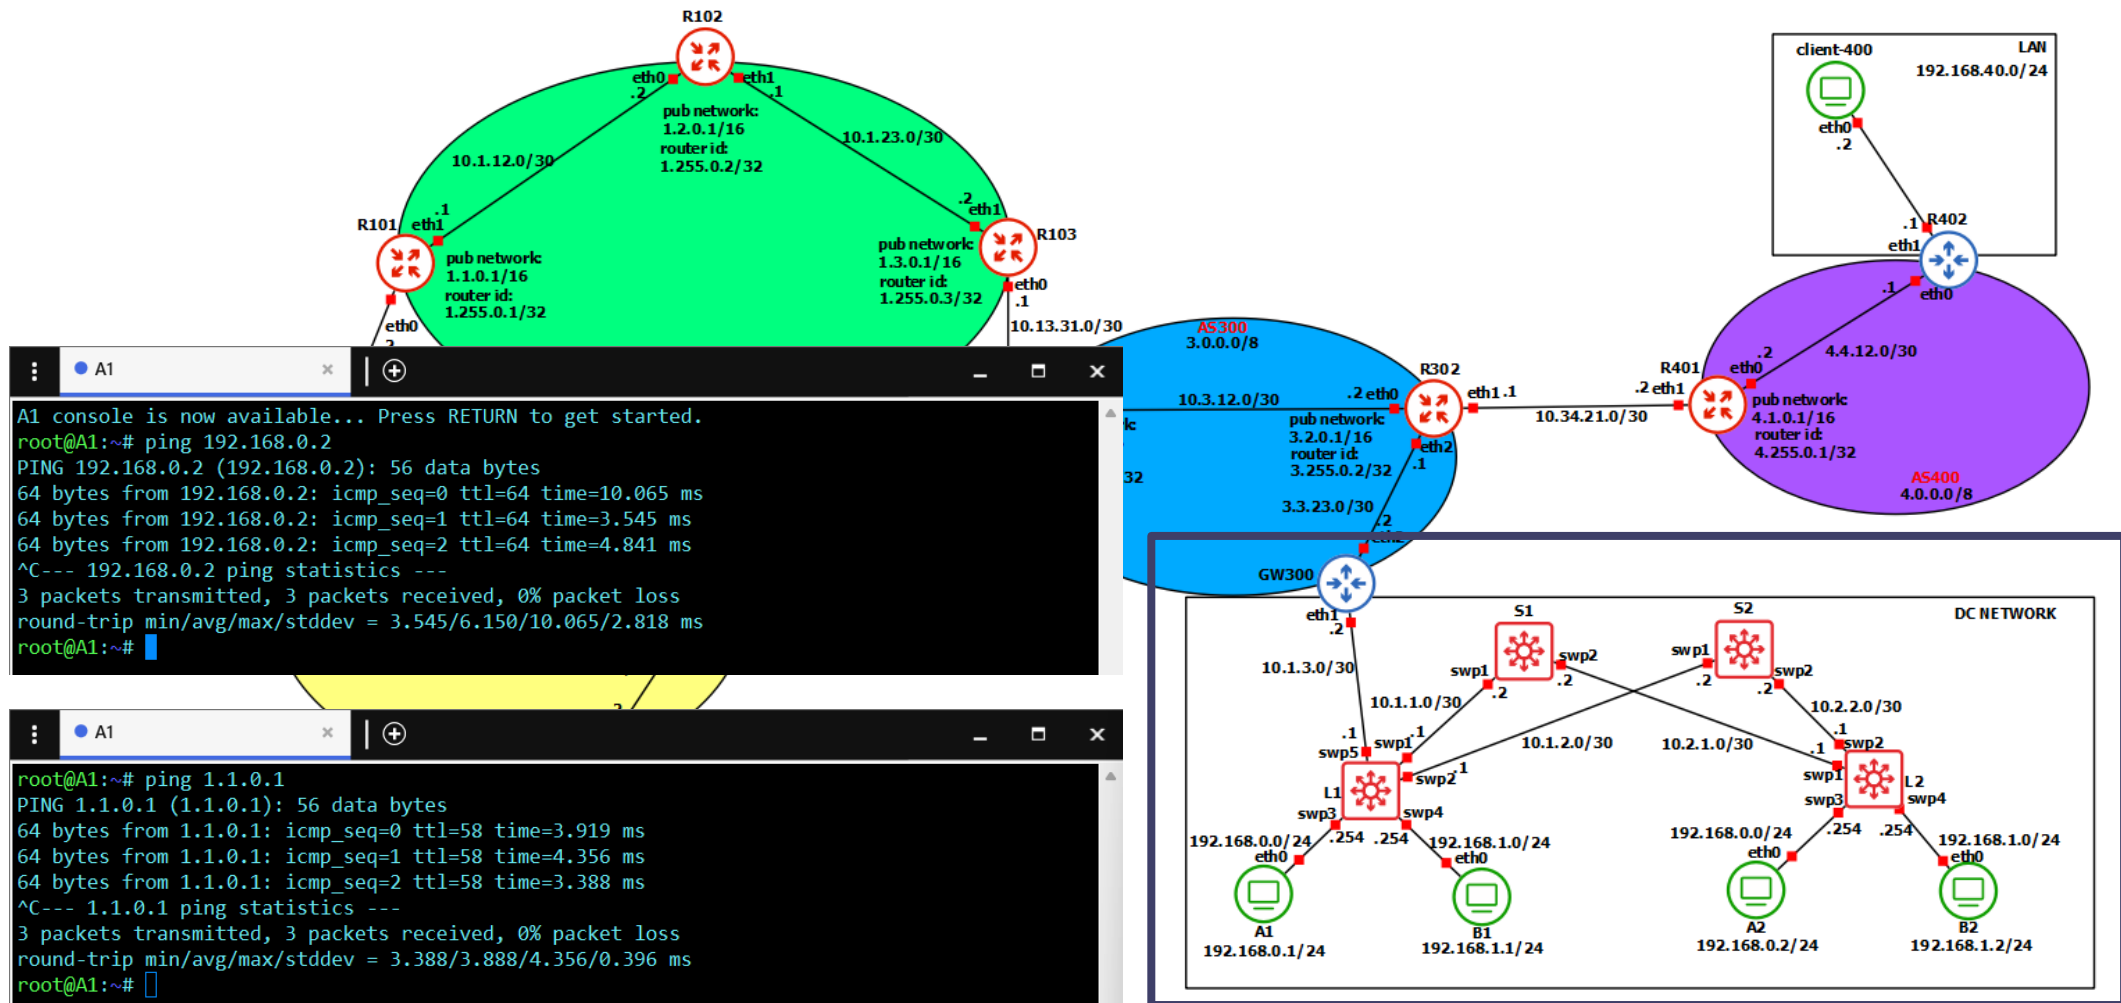 R102
eth0
.2
eth1
.1
pub network:
1.2.0.1/16
router id:
1.255.0.2/32
10.1.12.0/30
10.1.23.0/30
R101
.1
eth1
pub network:
1.1.0.1/16
router id:
1.255.0.1/32
eth0
.2
eth1
R103
pub network:
1.3.0.1/16
router id:
1.255.0.3/32
eth0
.1
10.13.31.0/30
client-400
LAN
192.168.40.0/24
eth0
.2
.1
R402
eth1
.1
eth0
4.4.12.0/30
AS300
3.0.0.0/8
10.3.12.0/30
32
R302
.2 eth0
eth1 .1
pub network:
3.2.0.1/16
router id:
3.255.0.2/32
eth2
.1
3.3.23.0/30
.2
10.34.21.0/30
R401
.2
eth0
.2 eth1
pub network:
4.1.0.1/16
router id:
4.255.0.1/32
AS400
4.0.0.0/8
A1
A1 console is now available... Press RETURN to get started.
root@A1:~# ping 192.168.0.2
PING 192.168.0.2 (192.168.0.2): 56 data bytes
64 bytes from 192.168.0.2: icmp_seq=0 ttl=64 time=10.065 ms
64 bytes from 192.168.0.2: icmp_seq=1 ttl=64 time=3.545 ms
64 bytes from 192.168.0.2: icmp_seq=2 ttl=64 time=4.841 ms
^C--- 192.168.0.2 ping statistics ---
3 packets transmitted, 3 packets received, 0% packet loss
round-trip min/avg/max/stddev = 3.545/6.150/10.065/2.818 ms
root@A1:~#
A1
root@A1:~# ping 1.1.0.1
PING 1.1.0.1 (1.1.0.1): 56 data bytes
64 bytes from 1.1.0.1: icmp_seq=0 ttl=58 time=3.919 ms
64 bytes from 1.1.0.1: icmp_seq=1 ttl=58 time=4.356 ms
64 bytes from 1.1.0.1: icmp_seq=2 ttl=58 time=3.388 ms
^C--- 1.1.0.1 ping statistics ---
3 packets transmitted, 3 packets received, 0% packet loss
round-trip min/avg/max/stddev = 3.388/3.888/4.356/0.396 ms
root@A1:~#
GW300
eth1
.2
DC NETWORK
S1
swp1
.2
swp2
.2
S2
swp1
.2
swp2
.2
10.1.3.0/30
10.1.1.0/30
10.1.2.0/30
10.2.1.0/30
10.2.2.0/30
.1
swp5
swp1
.1
swp2
.1
L1
swp3
swp4
.254
.254
.1
swp2
.1
swp1
L2
swp3
swp4
.254
.254
192.168.0.0/24
eth0
192.168.1.0/24
eth0
192.168.0.0/24
eth0
192.168.1.0/24
eth0
A1
192.168.0.1/24
B1
192.168.1.1/24
A2
192.168.0.2/24
B2
192.168.1.2/24